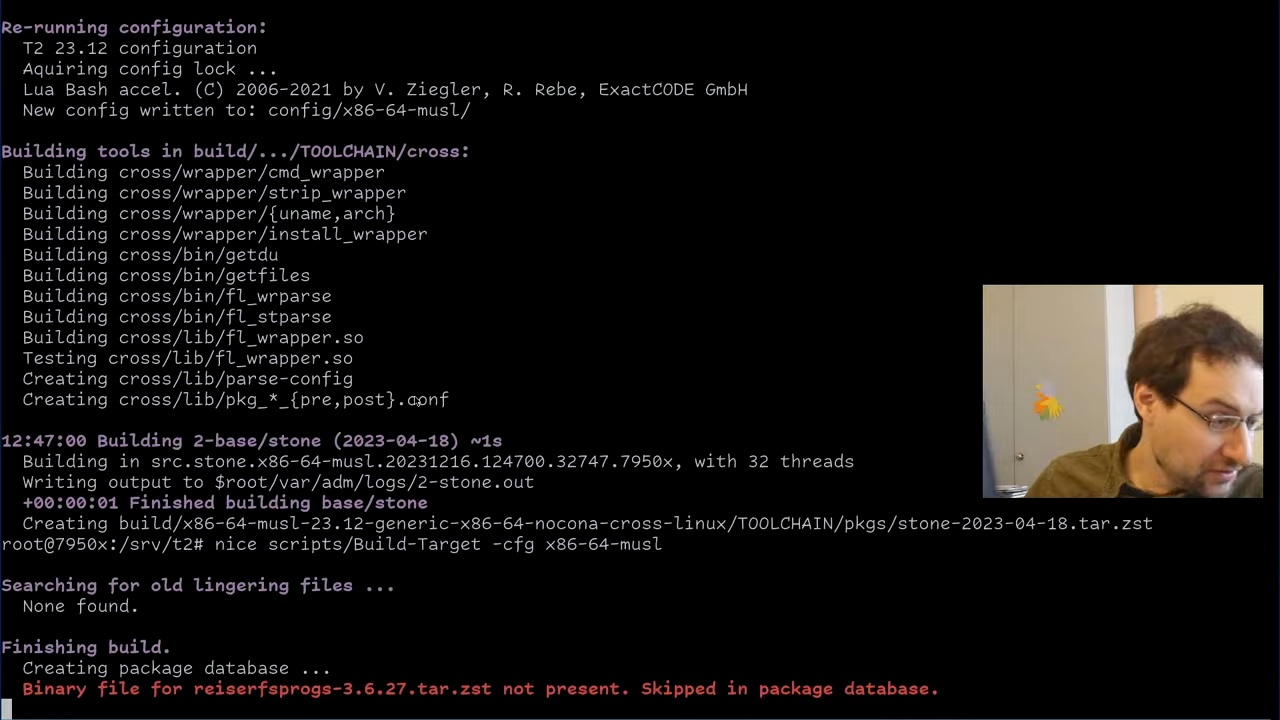 Re-running configuration:
T2 23.12 configuration
Aquiring config lock ...
Lua Bash accel. (C) 2006-2021 by V. Ziegler, R. Rebe, ExactCODE GmbH
New config written to: config/x86-64-musl/
Building tools in build/.../TOOLCHAIN/cross:
Building cross/wrapper/cmd_wrapper
Building cross/wrapper/strip_wrapper
Building cross/wrapper/{uname,arch}
Building cross/wrapper/install_wrapper
Building cross/bin/getdu
Building cross/bin/getfiles
Building cross/bin/fl_wrparse
Building cross/bin/fl_stparse
Building cross/lib/fl_wrapper.so
Testing cross/lib/fl_wrapper.so
Creating cross/lib/parse-config
Creating cross/lib/pkg_*_{pre,post}.conf
12:47:00 Building 2-base/stone (2023-04-18) ~1s
Building in src.stone.x86-64-musl.20231216.124700.32747.7950x, with 32 threads
Writing output to $root/var/adm/logs/2-stone.out
+00:00:01 Finished building base/stone
Creating build/x86-64-musl-23.12-generic-x86-64-nocona-cross-linux/TOOLCHAIN/pkgs/stone-2023-04-18.tar.zst
root@7950x:/srv/t2# nice scripts/Build-Target -cfg x86-64-musl
Searching for old lingering files ...
None found.
Finishing build.
Creating package database ...
Binary file for reiserfsprogs-3.6.27.tar.zst not present. Skipped in package database.